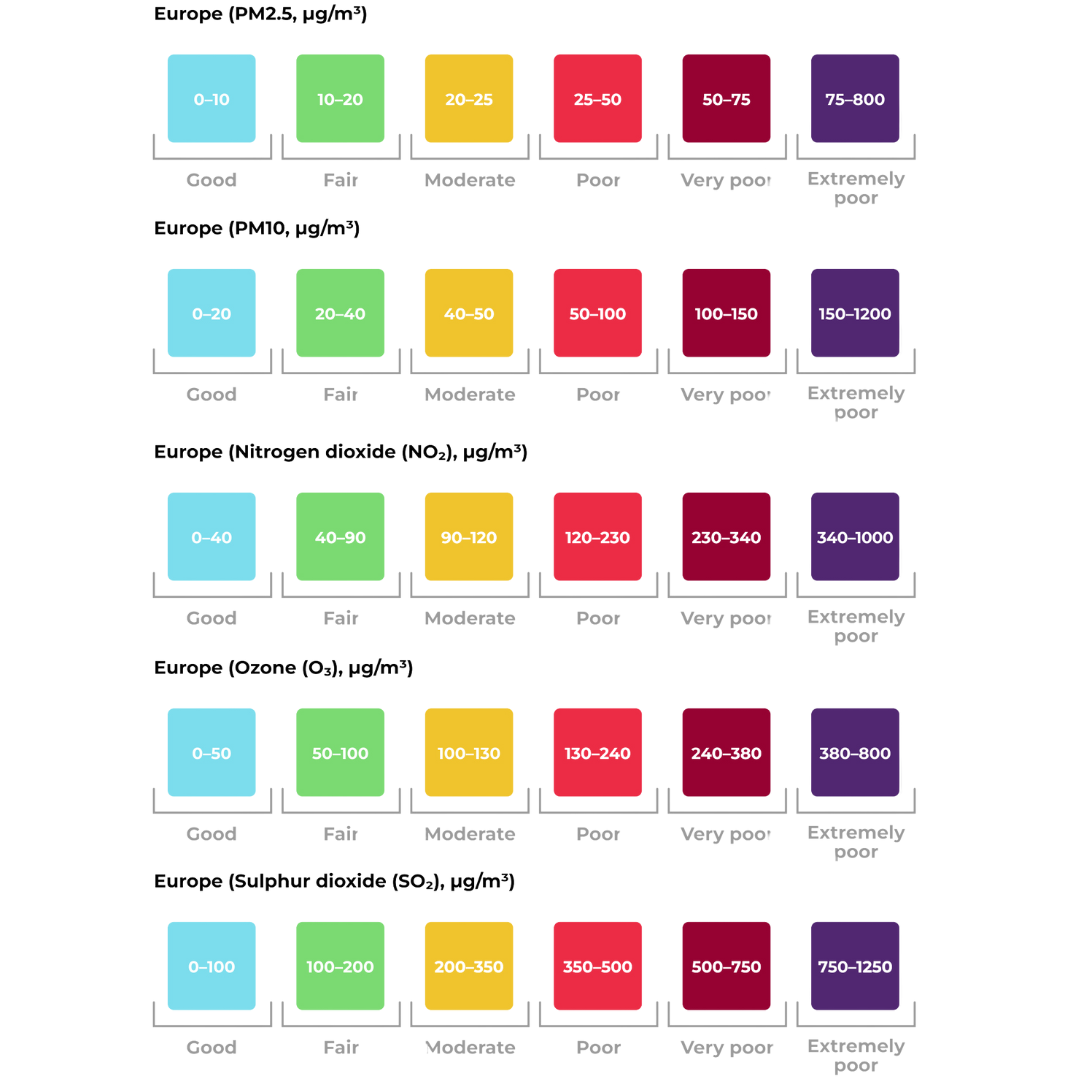 Europe (PM2.5, µg/m³)
0–10 10–20 20–25 25–50 50–75 75–800
Good Fair Moderate Poor Very poor Extremely
poor
Europe (PM10, µg/m³)
0–20 20–40 40–50 50–100 100–150 150–1200
Good Fair Moderate Poor Very poor Extremely
poor
Europe (Nitrogen dioxide (NO₂), µg/m³)
0–40 40–90 90–120 120–230 230–340 340–1000
Good Fair Moderate Poor Very poor Extremely
poor
Europe (Ozone (O₃), µg/m³)
0–50 50–100 100–130 130–240 240–380 380–800
Good Fair Moderate Poor Very poor Extremely
poor
Europe (Sulphur dioxide (SO₂), µg/m³)
0–100 100–200 200–350 350–500 500–750 750–1250
Good Fair Moderate Poor Very poor Extremely
poor